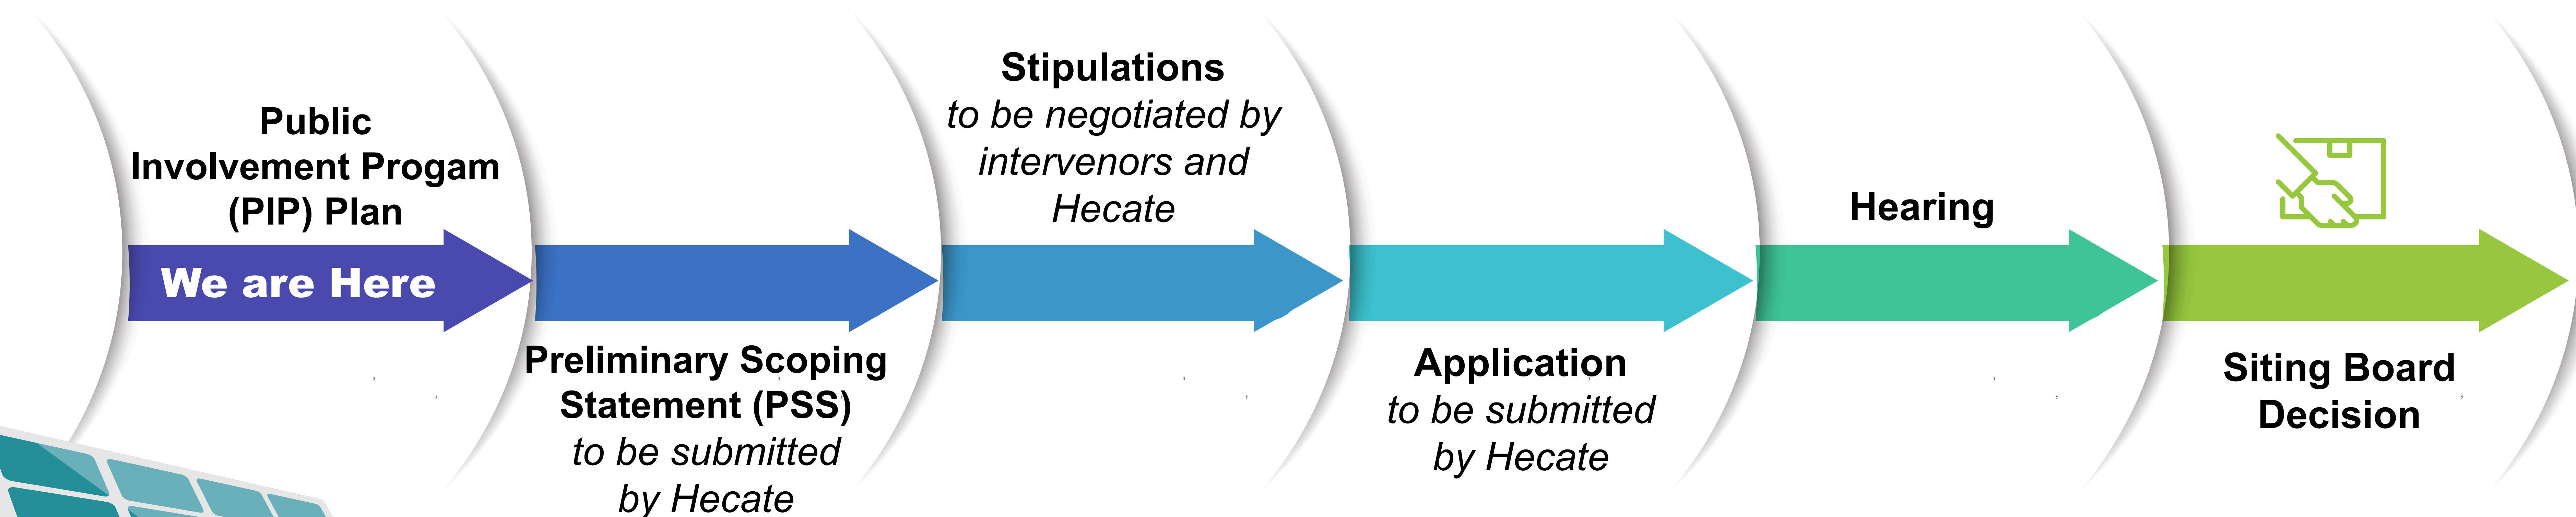 Public
Involvement Progam
(PIP) Plan
We are Here
Preliminary Scoping
Statement (PSS)
to be submitted
by Hecate
Stipulations
to be negotiated by
intervenors and
Hecate
Application
to be submitted
by Hecate
Hearing
Siting Board
Decision